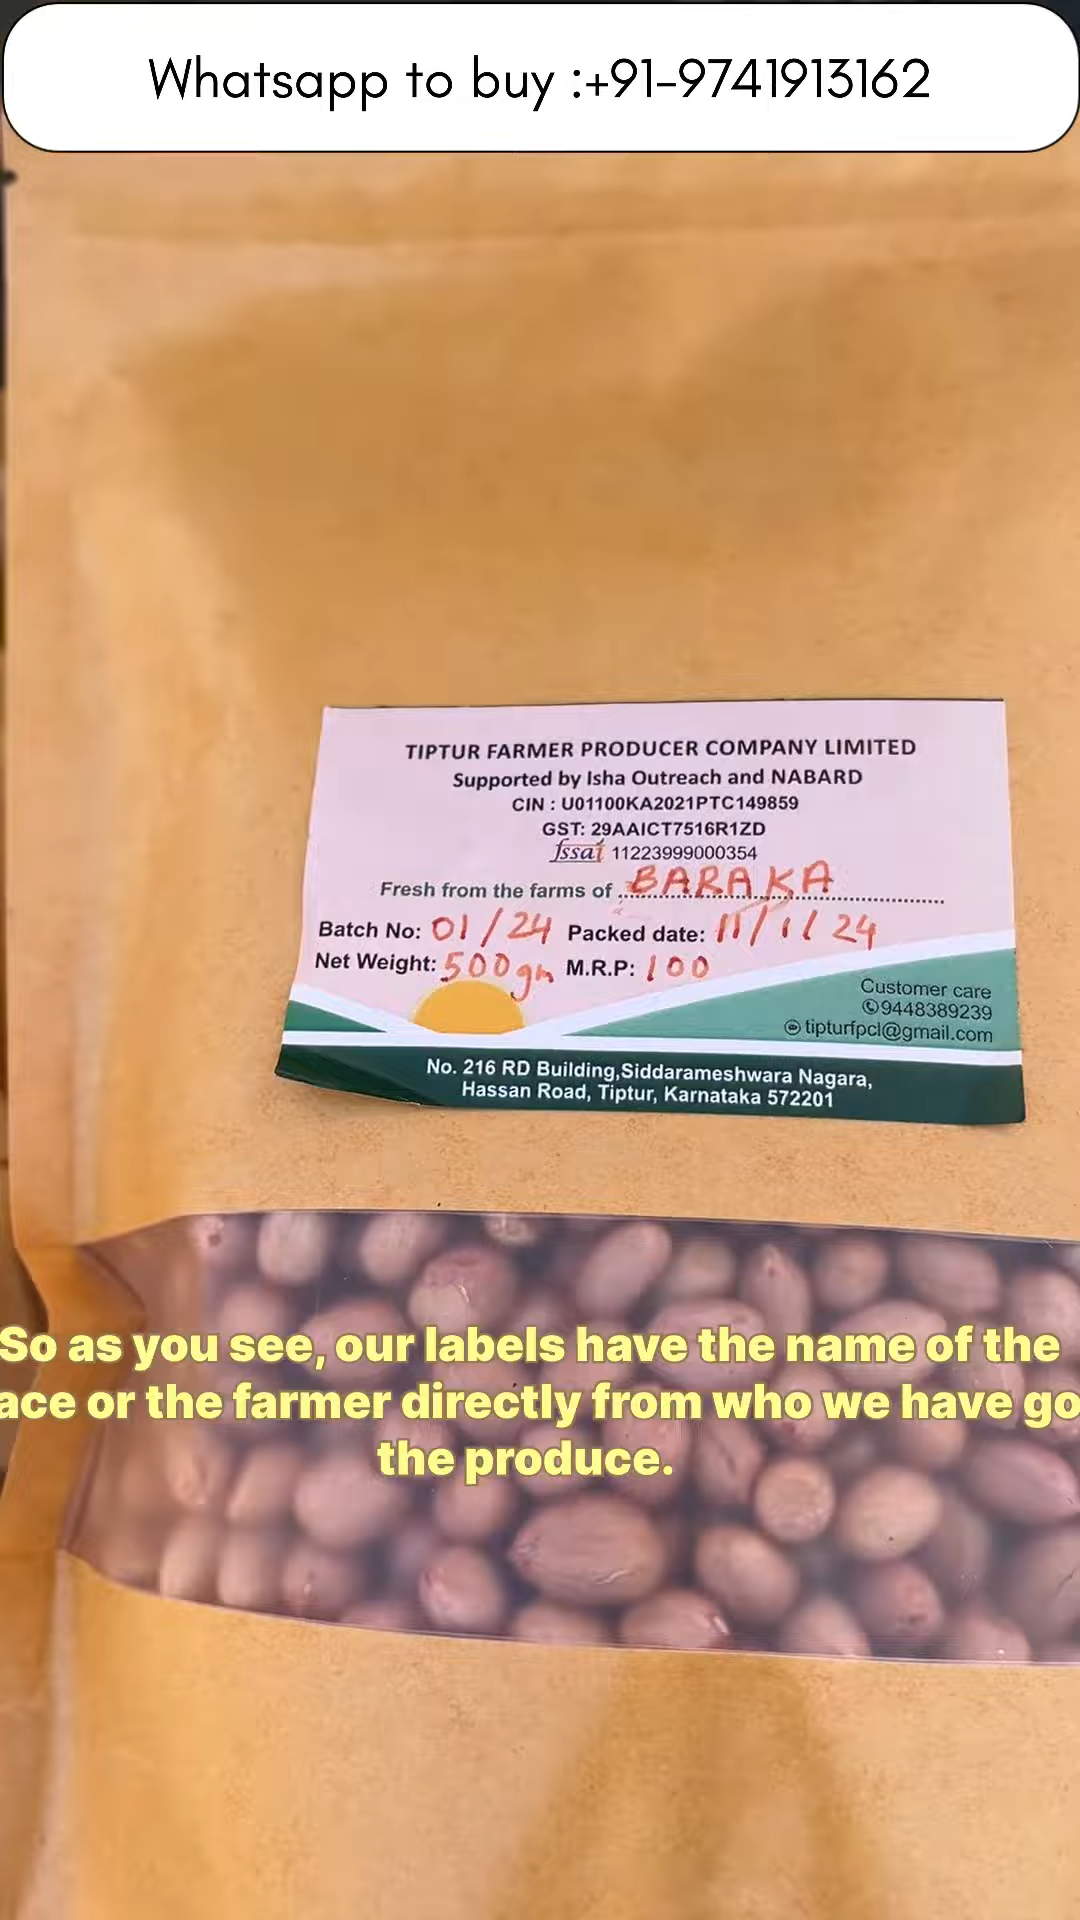 Whatsapp to buy :+91-9741913162
TIPTUR FARMER PRODUCER COMPANY LIMITED
Supported by Isha Outreach and NABARD
CIN : U01100KA2021PTC149859
GST: 29AAICT7516R1ZD
fssai 11223999000354
Fresh from the farms of BARAKA
Batch No: 01/24 Packed date: 11/11/24
Net Weight: 500gm M.R.P: 100
Customer care
9448389239
tipturfpcl@gmail.com
No. 216 RD Building,Siddarameshwara Nagara,
Hassan Road, Tiptur, Karnataka 572201
So as you see, our labels have the name of the
ace or the farmer directly from who we have go
the produce.